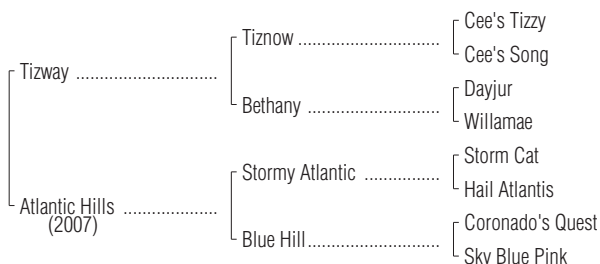 Cee's Tizzy
Tiznow ................................
Cee's Song
Tizway ................................
Dayjur
Bethany ..............................
Willamae
Storm Cat
Stormy Atlantic .................
Hail Atlantis
Atlantic Hills .....................
(2007)
Coronado's Quest
Blue Hill..............................
Sky Blue Pink